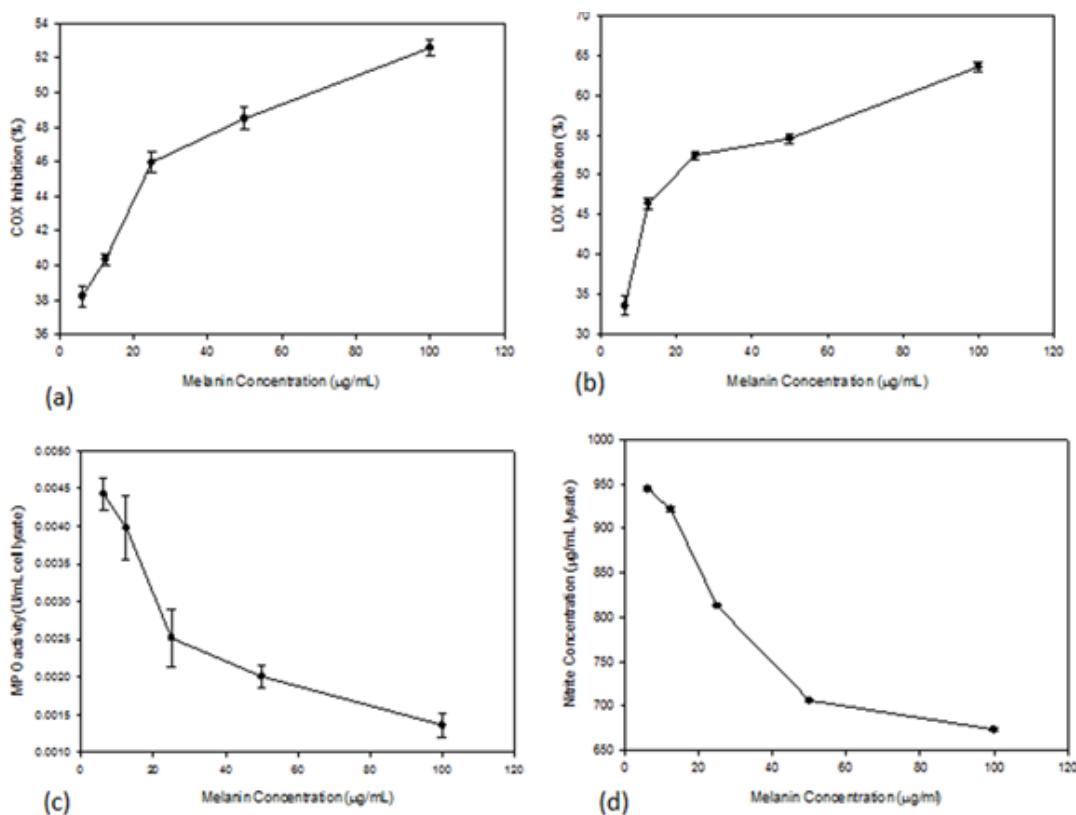 COX Inhibition (%)
54
52
50
48
46
44
42
40
38
36
0 20 40 60 80 100 120
Melanin Concentration (μg/mL)
(a)
LOX Inhibition (%)
70
65
60
55
50
45
40
35
30
0 20 40 60 80 100 120
Melanin Concentration (μg/mL)
(b)
MPO activity (U/mL cell lysate)
0.0050
0.0045
0.0040
0.0035
0.0030
0.0025
0.0020
0.0015
0.0010
0 20 40 60 80 100 120
Melanin Concentration (μg/mL)
(c)
Nitrite Concentration (μg/mL lysate)
1000
950
900
850
800
750
700
650
0 20 40 60 80 100 120
Melanin Concentration (μg/ml)
(d)